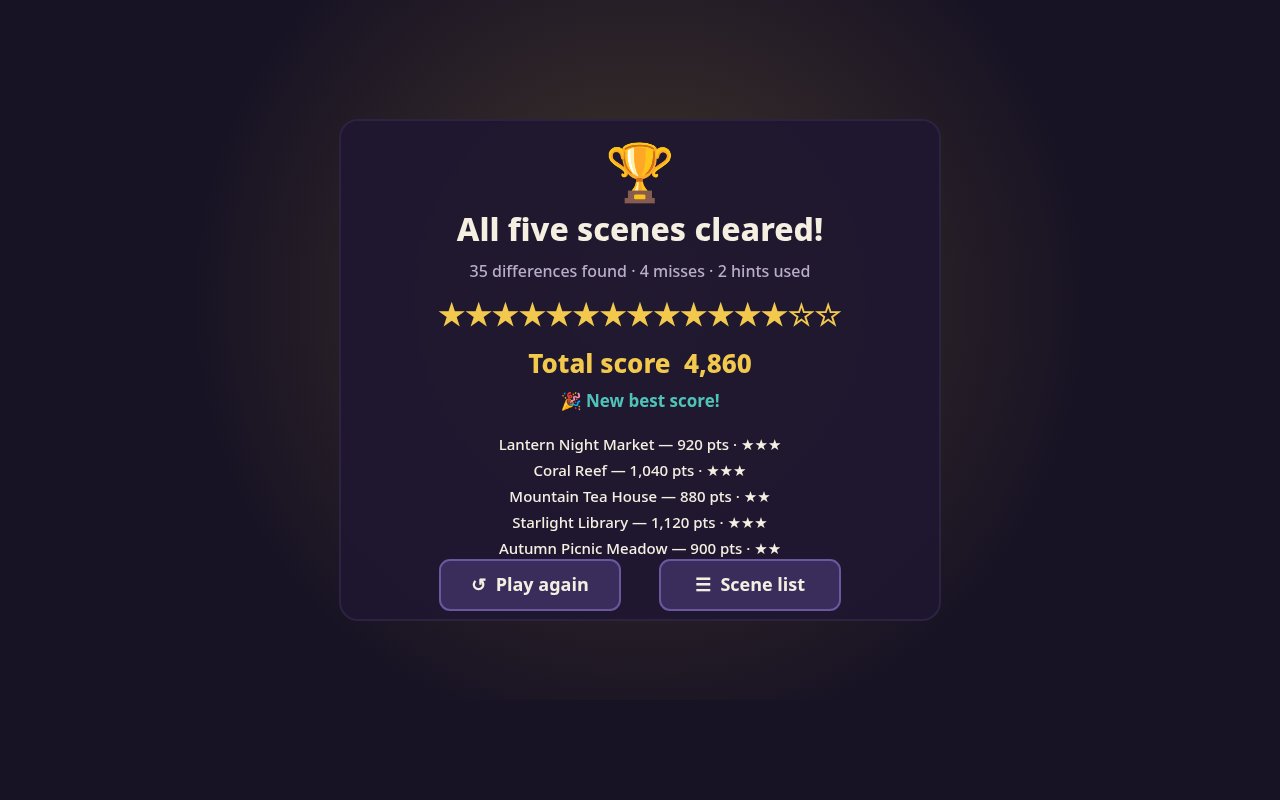 All five scenes cleared!
35 differences found · 4 misses · 2 hints used
★★★★★★★★★★★★★☆☆
Total score 4,860
🎉 New best score!
Lantern Night Market — 920 pts · ★★★
Coral Reef — 1,040 pts · ★★★
Mountain Tea House — 880 pts · ★★
Starlight Library — 1,120 pts · ★★★
Autumn Picnic Meadow — 900 pts · ★★
↺ Play again
☰ Scene list